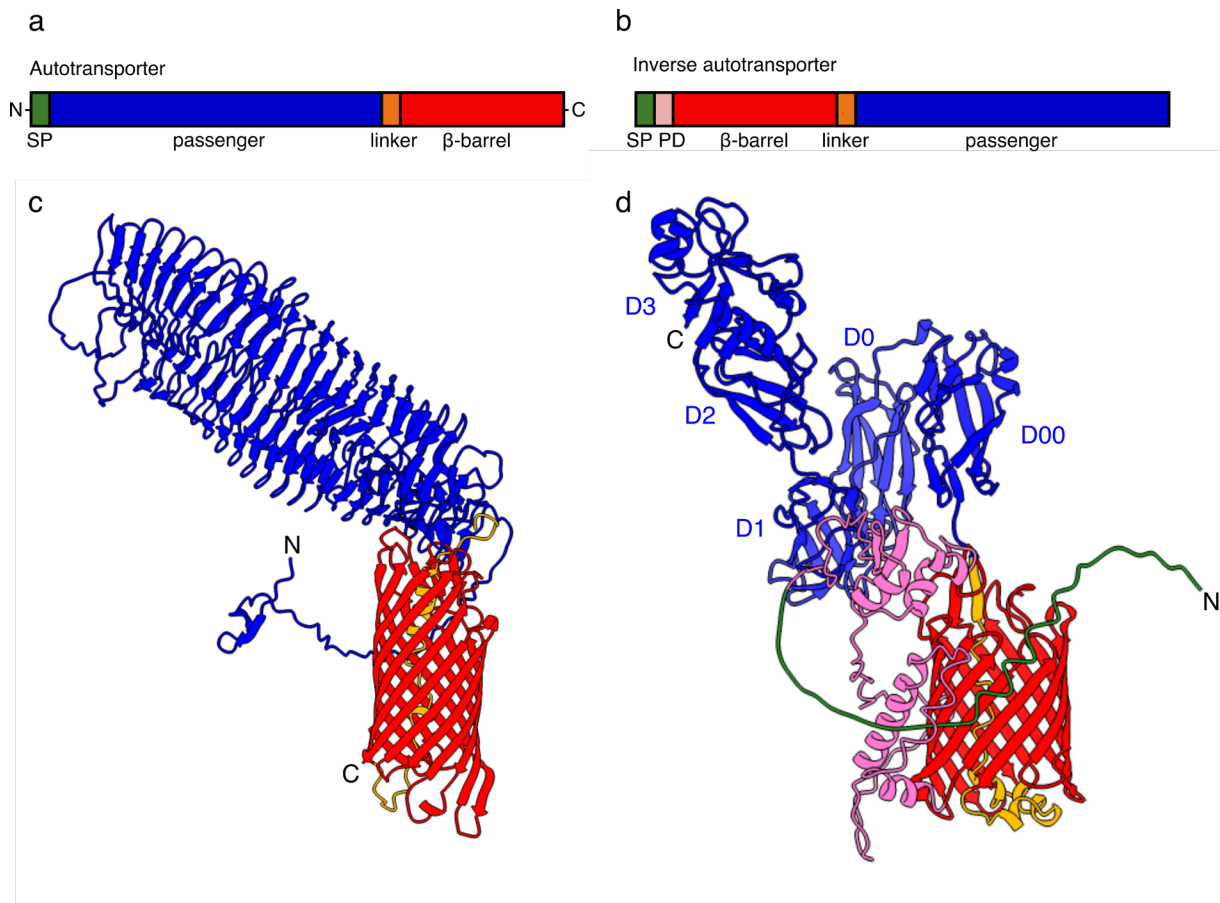 a
Autotransporter
N
C
SP
passenger
linker
β-barrel
b
Inverse autotransporter
SP
PD
β-barrel
linker
passenger
c
N
C
d
D3
C
D0
D2
D00
D1
N